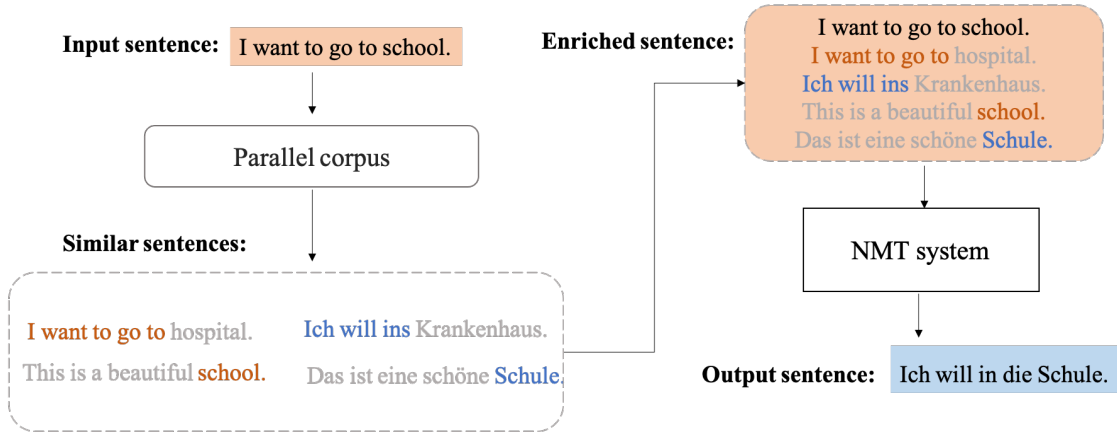 Input sentence: I want to go to school.
Parallel corpus
Similar sentences:
I want to go to hospital. Ich will ins Krankenhaus.
This is a beautiful school. Das ist eine schöne Schule.
Enriched sentence:
I want to go to school.
I want to go to hospital.
Ich will ins Krankenhaus.
This is a beautiful school.
Das ist eine schöne Schule.
NMT system
Output sentence: Ich will in die Schule.